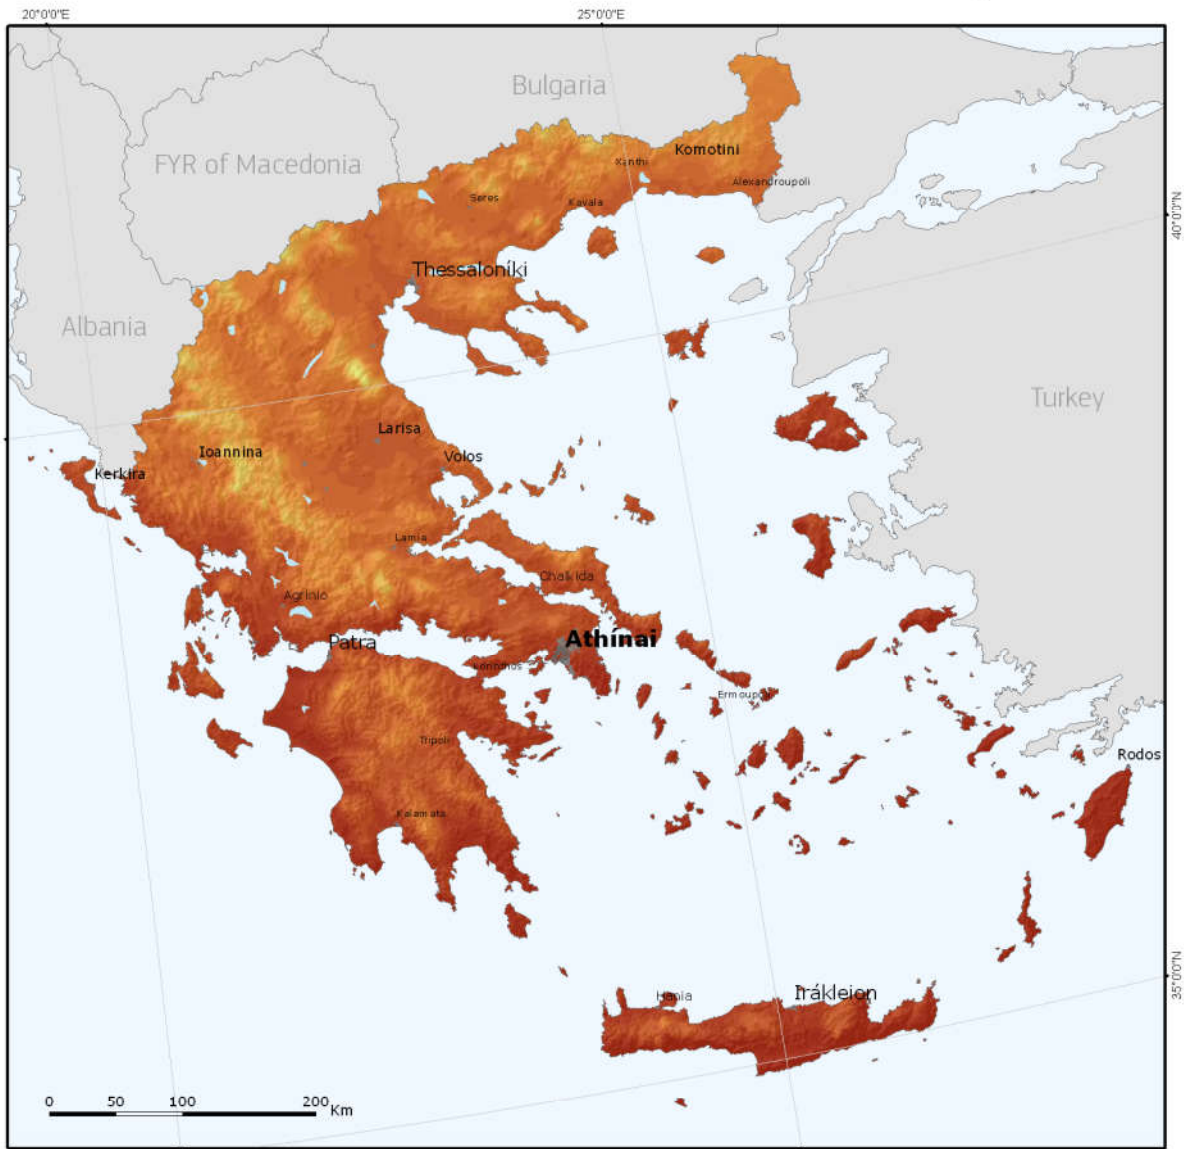 20°0'0"E
25°0'0"E
Bulgaria
Komotini
Xanthi
FYR of Macedonia
Alexandroupoli
Seres
Kavala
40°0'0"N
Thessaloníki
Albania
Turkey
Larisa
Ioannina
Volos
Kerkira
Lamia
Chalkida
Agrinio
Athínai
Patra
Korinthos
Ermoupoli
Tripoli
Rodos
Kalamata
35°0'0"N
Hania
Irákleion
0 50 100 200 Km